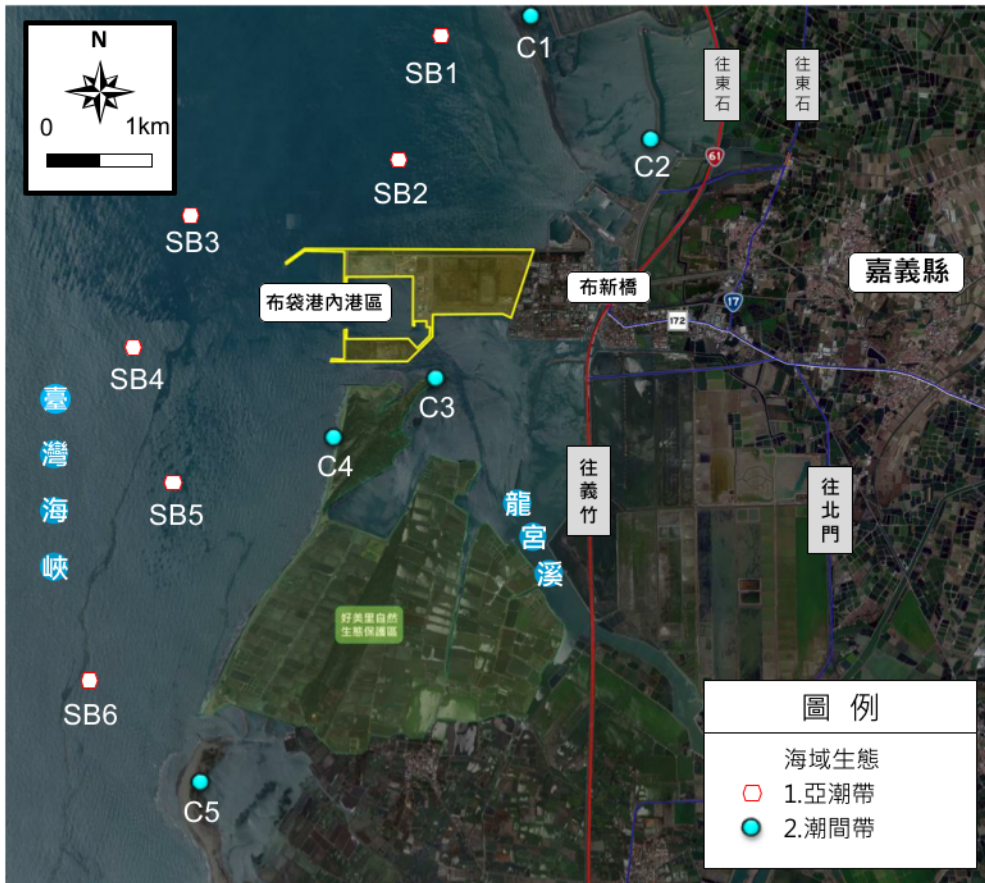 N
0 1km
C1
SB1
往東石
往東石
61
C2
SB2
SB3
嘉義縣
布新橋
布袋港內港區
17
172
SB4
C3
C4
臺灣海峽
SB5
往義竹
往北門
龍宮溪
好美里自然
生態保護區
SB6
C5
圖例
海域生態
1.亞潮帶
2.潮間帶